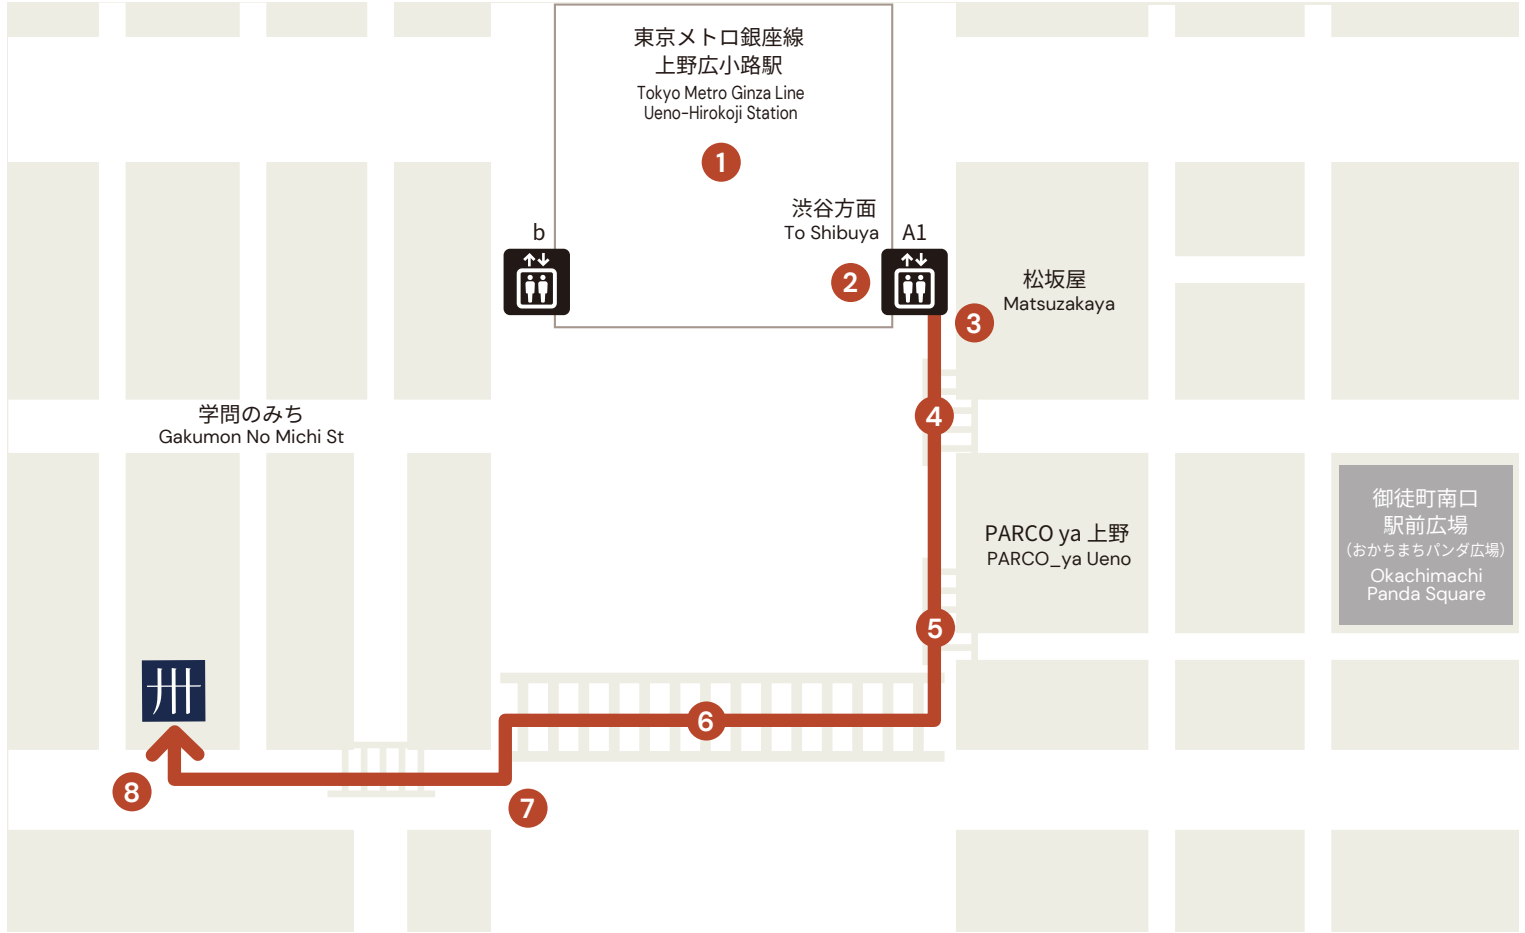 東京メトロ銀座線
上野広小路駅
Tokyo Metro Ginza Line
Ueno-Hirokoji Station
1
渋谷方面
To Shibuya
b
A1
2
3
松坂屋
Matsuzakaya
学問のみち
Gakumon No Michi St
4
PARCO ya 上野
PARCO_ya Ueno
御徒町南口
駅前広場
(おかちまちパンダ広場)
Okachimachi
Panda Square
5
6
7
8